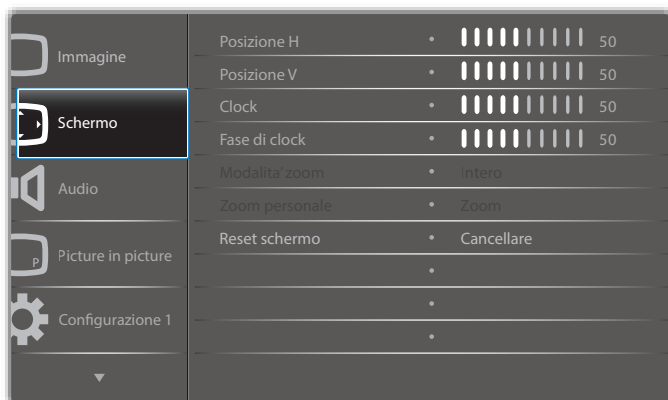 Immagine
Schermo
Audio
P
Picture in picture
Configurazione 1
Posizione H • 50
Posizione V • 50
Clock • 50
Fase di clock • 50
Modalita' zoom • Intero
Zoom personale • Zoom
Reset schermo • Cancellare
•
•
•